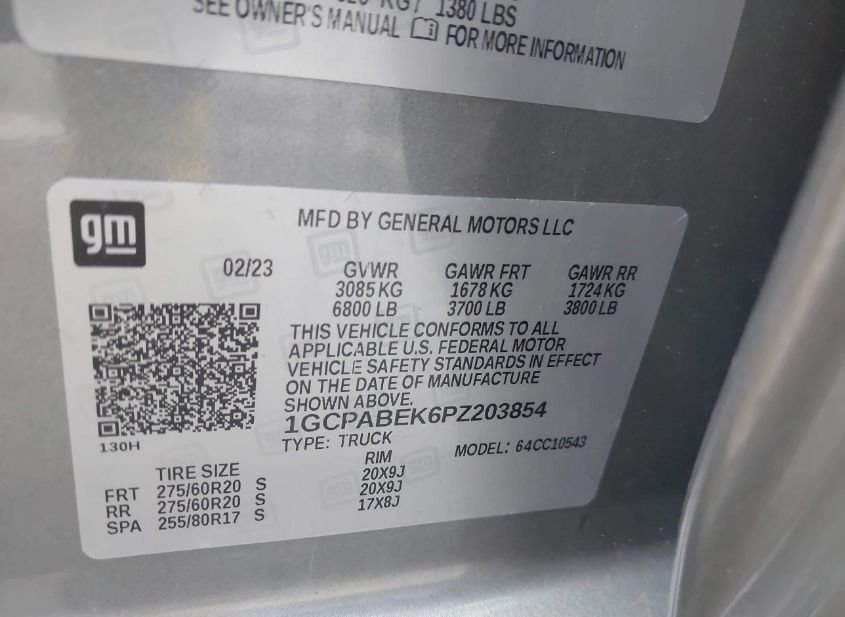 KG / 1380 LBS
SEE OWNER'S MANUAL i FOR MORE INFORMATION
gm
MFD BY GENERAL MOTORS LLC
02/23 GVWR GAWR FRT GAWR RR
3085 KG 1678 KG 1724 KG
6800 LB 3700 LB 3800 LB
THIS VEHICLE CONFORMS TO ALL
APPLICABLE U.S. FEDERAL MOTOR
VEHICLE SAFETY STANDARDS IN EFFECT
ON THE DATE OF MANUFACTURE
SHOWN ABOVE.
1GCPABEK6PZ203854
130H
TYPE: TRUCK MODEL: 64CC10543
TIRE SIZE RIM
FRT 275/60R20 S 20X9J
RR 275/60R20 S 20X9J
SPA 255/80R17 S 17X8J